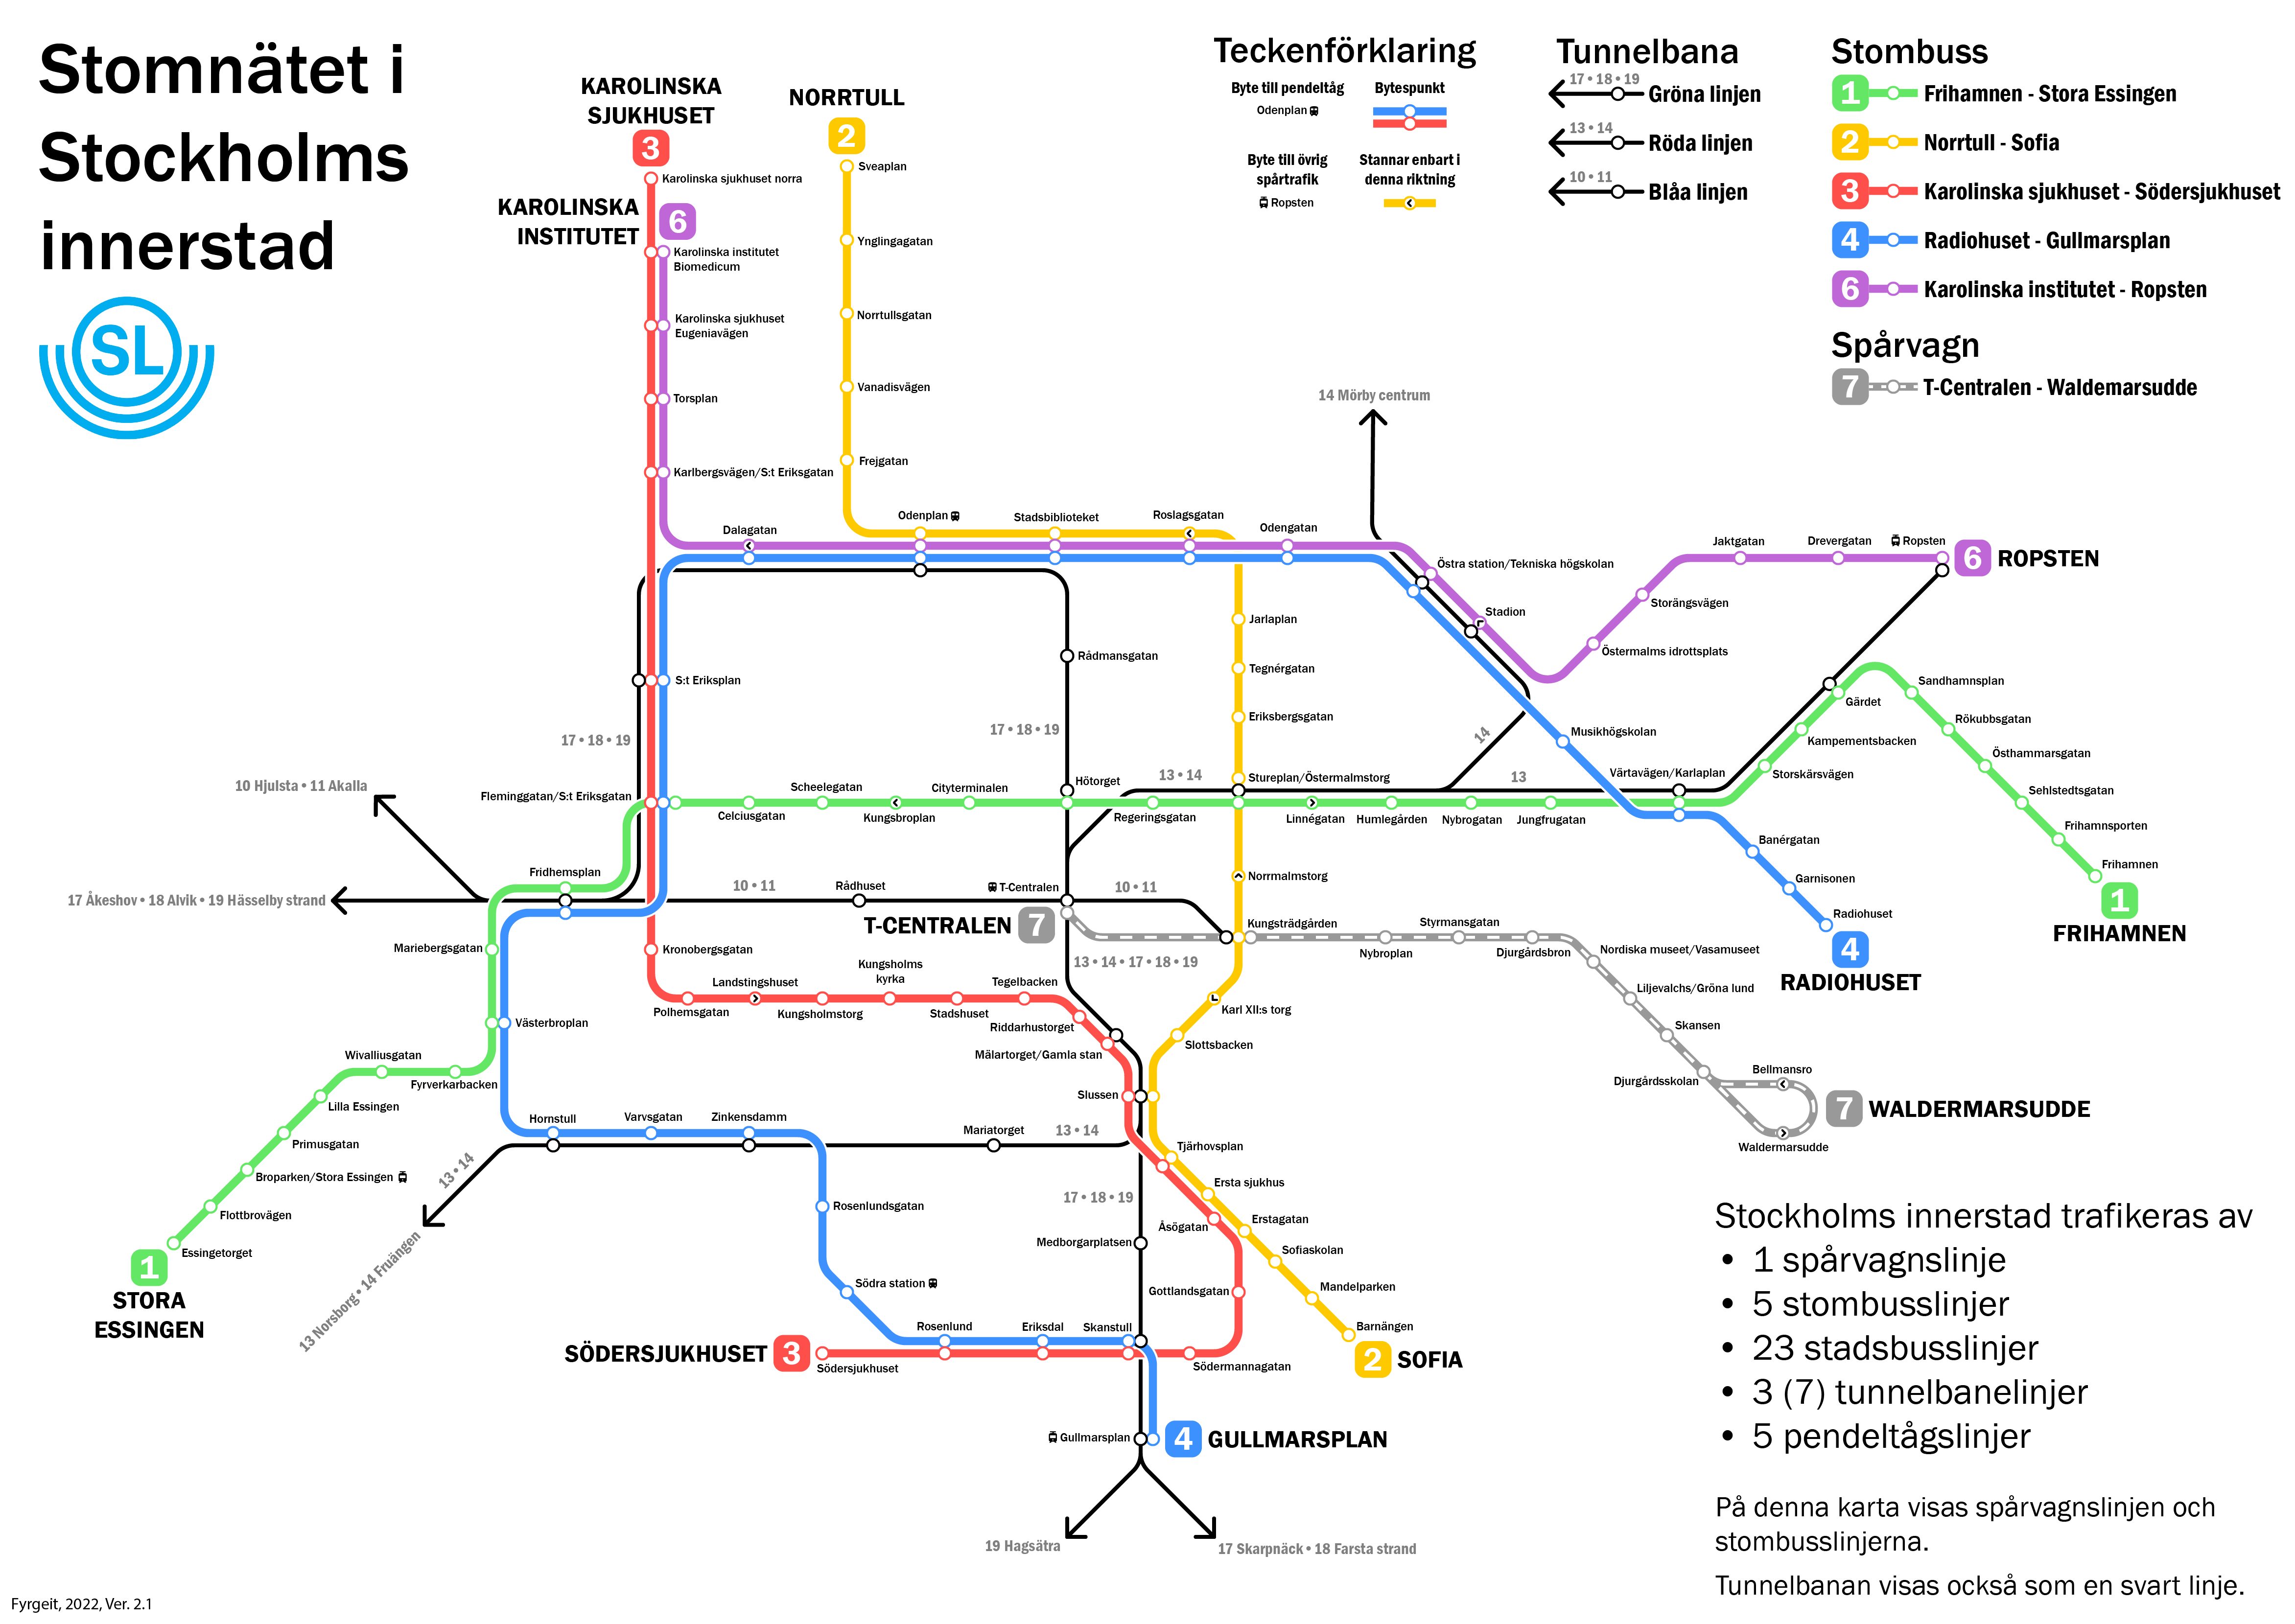 Stomnätet i
Stockholms
innerstad
SL
Teckenförklaring
Byte till pendeltåg
Odenplan
Bytespunkt
Byte till övrig
spårtrafik
Ropsten
Stannar enbart i
denna riktning
Tunnelbana
17 • 18 • 19
Gröna linjen
13 • 14
Röda linjen
10 • 11
Blåa linjen
Stombuss
1 Frihamnen - Stora Essingen
2 Norrtull - Sofia
3 Karolinska sjukhuset - Södersjukhuset
4 Radiohuset - Gullmarsplan
6 Karolinska institutet - Ropsten
Spårvagn
7 T-Centralen - Waldemarsudde
KAROLINSKA
SJUKHUSET
3
Karolinska sjukhuset norra
KAROLINSKA
INSTITUTET
6
Karolinska institutet
Biomedicum
Karolinska sjukhuset
Eugeniavägen
Torsplan
Karlbergsvägen/S:t Eriksgatan
NORRTULL
2
Sveaplan
Ynglingagatan
Norrtullsgatan
Vanadisvägen
Frejgatan
14 Mörby centrum
Dalagatan
Odenplan
Stadsbiblioteket
Roslagsgatan
Odengatan
Östra station/Tekniska högskolan
Stadion
Östermalms idrottsplats
Storängsvägen
Jaktgatan
Drevergatan
Ropsten
6 ROPSTEN
Jarlaplan
Tegnérgatan
Eriksbergsgatan
Stureplan/Östermalmstorg
Rådmansgatan
S:t Eriksplan
17 • 18 • 19
17 • 18 • 19
14
Musikhögskolan
Värtavägen/Karlaplan
Gärdet
Kampementsbacken
Storskärsvägen
Sandhamnsplan
Rökubbsgatan
Östhammarsgatan
Sehlstedtsgatan
Frihamnsporten
Frihamnen
1
FRIHAMNEN
10 Hjulsta • 11 Akalla
Fleminggatan/S:t Eriksgatan
Celciusgatan
Scheelegatan
Kungsbroplan
Cityterminalen
Hötorget
13 • 14
13
Regeringsgatan
Linnégatan
Humlegården
Nybrogatan
Jungfrugatan
Banérgatan
Garnisonen
Radiohuset
4
RADIOHUSET
17 Åkeshov • 18 Alvik • 19 Hässelby strand
Fridhemsplan
10 • 11
Rådhuset
T-Centralen
10 • 11
T-CENTRALEN 7
Norrmalmstorg
Kungsträdgården
Nybroplan
Styrmansgatan
Djurgårdsbron
Nordiska museet/Vasamuseet
Liljevalchs/Gröna lund
Skansen
Djurgårdsskolan
Bellmansro
Waldermarsudde
7 WALDERMARSUDDE
13 • 14 • 17 • 18 • 19
Mariebergsgatan
Kronobergsgatan
Polhemsgatan
Landstingshuset
Kungsholmstorg
Kungsholms
kyrka
Stadshuset
Tegelbacken
Riddarhustorget
Mälartorget/Gamla stan
Karl XII:s torg
Slottsbacken
Västerbroplan
Wivalliusgatan
Fyrverkarbacken
Lilla Essingen
Primusgatan
Broparken/Stora Essingen
Flottbrovägen
Essingetorget
1
STORA
ESSINGEN
Slussen
Hornstull
Varvsgatan
Zinkensdamm
Mariatorget
13 • 14
13 • 14
13 Norsborg • 14 Fruängen
Tjärhovsplan
Ersta sjukhus
Erstagatan
Sofiaskolan
Mandelparken
Barnängen
2 SOFIA
17 • 18 • 19
Åsögatan
Medborgarplatsen
Gottlandsgatan
Rosenlundsgatan
Södra station
Rosenlund
Eriksdal
Skanstull
SÖDERSJUKHUSET 3
Södersjukhuset
Södermannagatan
Gullmarsplan
4 GULLMARSPLAN
19 Hagsätra
17 Skarpnäck • 18 Farsta strand
Stockholms innerstad trafikeras av
• 1 spårvagnslinje
• 5 stombusslinjer
• 23 stadsbusslinjer
• 3 (7) tunnelbanelinjer
• 5 pendeltågslinjer
På denna karta visas spårvagnslinjen och
stombusslinjerna.
Tunnelbanan visas också som en svart linje.
Fyrgeit, 2022, Ver. 2.1